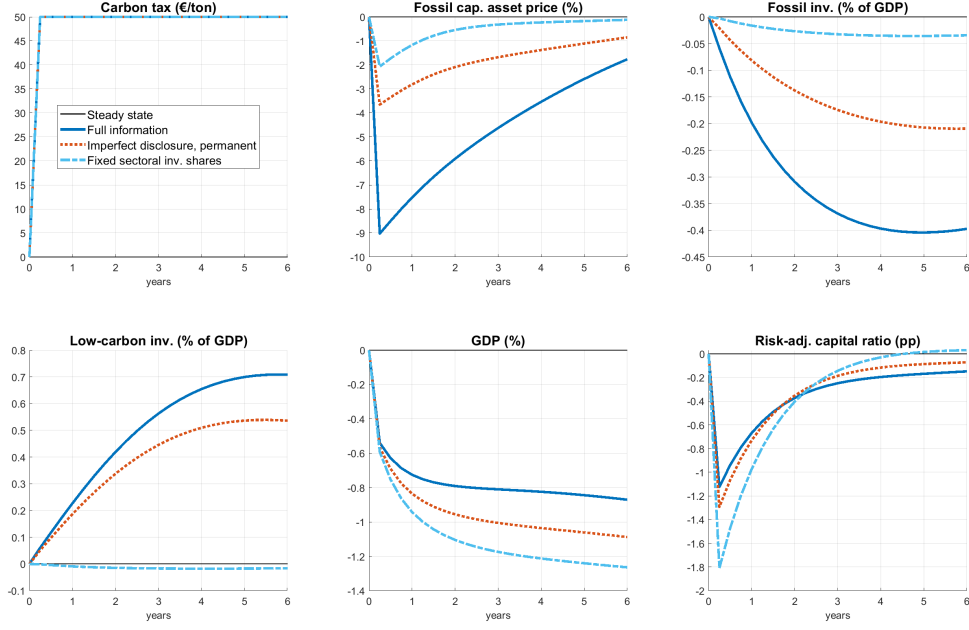 Carbon tax (€/ton)
50
45
40
35
30
25
20
15
10
5
0
Steady state
Full information
Imperfect disclosure, permanent
Fixed sectoral inv. shares
0 1 2 3 4 5 6
years
Fossil cap. asset price (%)
0
-1
-2
-3
-4
-5
-6
-7
-8
-9
-10
0 1 2 3 4 5 6
years
Fossil inv. (% of GDP)
0
-0.05
-0.1
-0.15
-0.2
-0.25
-0.3
-0.35
-0.4
-0.45
0 1 2 3 4 5 6
years
Low-carbon inv. (% of GDP)
0.8
0.7
0.6
0.5
0.4
0.3
0.2
0.1
0
-0.1
0 1 2 3 4 5 6
years
GDP (%)
0
-0.2
-0.4
-0.6
-0.8
-1
-1.2
-1.4
0 1 2 3 4 5 6
years
Risk-adj. capital ratio (pp)
0
-0.2
-0.4
-0.6
-0.8
-1
-1.2
-1.4
-1.6
-1.8
-2
0 1 2 3 4 5 6
years